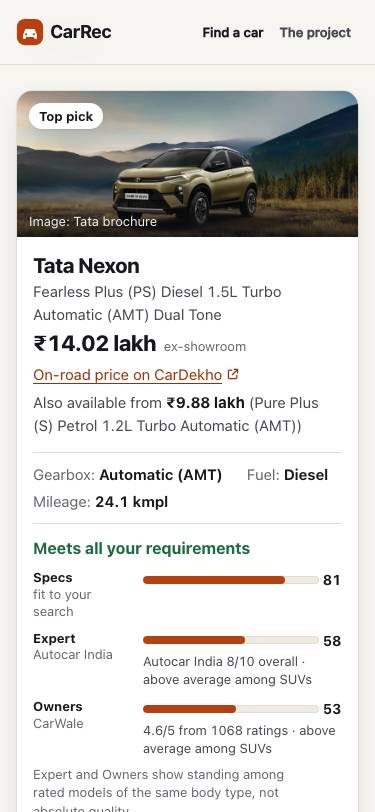 CarRec
Find a car
The project
Top pick
Image: Tata brochure
Tata Nexon
Fearless Plus (PS) Diesel 1.5L Turbo
Automatic (AMT) Dual Tone
₹14.02 lakh ex-showroom
On-road price on CarDekho
Also available from ₹9.88 lakh (Pure Plus
(S) Petrol 1.2L Turbo Automatic (AMT))
Gearbox: Automatic (AMT) Fuel: Diesel
Mileage: 24.1 kmpl
Meets all your requirements
Specs
fit to your
search
81
Expert
Autocar India
58
Autocar India 8/10 overall ·
above average among SUVs
Owners
CarWale
53
4.6/5 from 1068 ratings · above
average among SUVs
Expert and Owners show standing among
rated models of the same body type, not
absolute quality